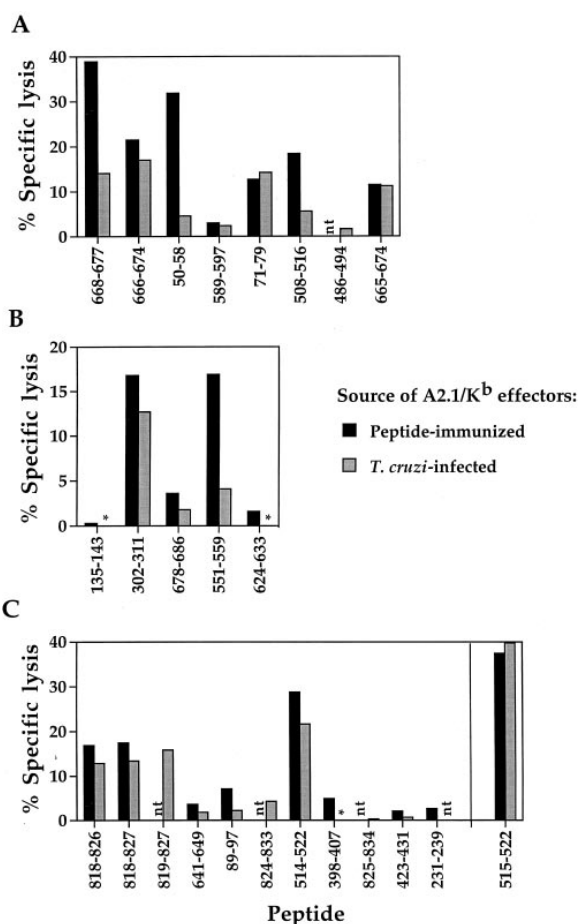 A
% Specific lysis
40
30
20
10
0
nt
668-677
666-674
50-58
589-597
71-79
508-516
486-494
665-674
B
% Specific lysis
20
15
10
5
0
*
*
135-143
302-311
678-686
551-559
624-633
Source of A2.1/Kb effectors:
Peptide-immunized
T. cruzi-infected
C
% Specific lysis
40
30
20
10
0
nt
nt
*
nt
nt
818-826
818-827
819-827
641-649
89-97
824-833
514-522
398-407
825-834
423-431
231-239
515-522
Peptide